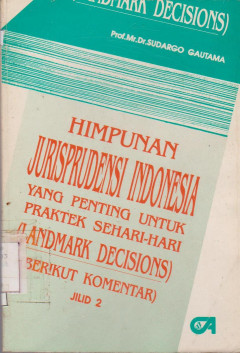 (LANDMARK DECISIONS)
Prof.Mr.Dr.SUDARGO GAUTAMA
HIMPUNAN
JURISPRUDENSI INDONESIA
YANG PENTING UNTUK
PRAKTEK SEHARI-HARI
(LANDMARK DECISIONS)
(BERIKUT KOMENTAR)
JILID 2